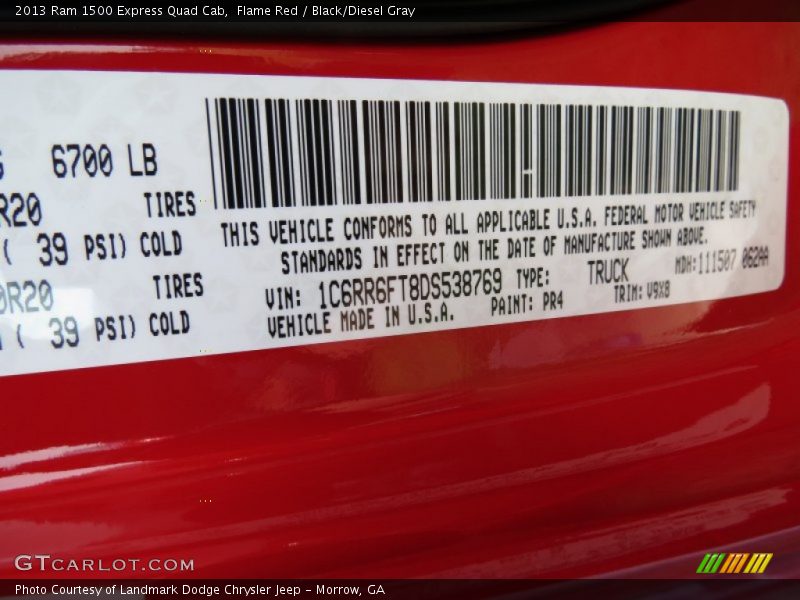 2013 Ram 1500 Express Quad Cab,  Flame Red / Black/Diesel Gray
6700 LB
R20 TIRES
( 39 PSI) COLD
0R20 TIRES
( 39 PSI) COLD
THIS VEHICLE CONFORMS TO ALL APPLICABLE U.S.A. FEDERAL MOTOR VEHICLE SAFETY
STANDARDS IN EFFECT ON THE DATE OF MANUFACTURE SHOWN ABOVE.
VIN: 1C6RR6FT8DS538769 TYPE: TRUCK MDH:111507 062AA
VEHICLE MADE IN U.S.A. PAINT: PR4 TRIM: V9X8
GTCARLOT.COM
Photo Courtesy of Landmark Dodge Chrysler Jeep - Morrow, GA